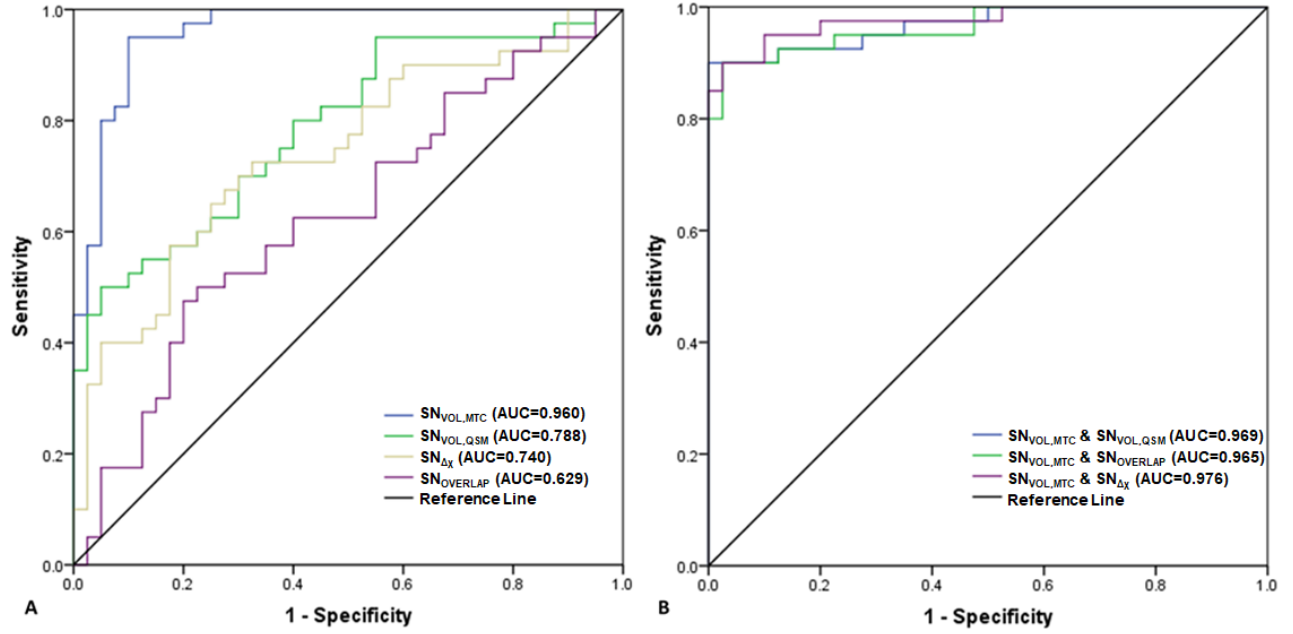 1.0
0.8
0.6
0.4
0.2
0.0
Sensitivity
0.0 0.2 0.4 0.6 0.8 1.0
1 - Specificity
SNVOL,MTC (AUC=0.960)
SNVOL,QSM (AUC=0.788)
SNΔχ (AUC=0.740)
SNOVERLAP (AUC=0.629)
Reference Line
A
1.0
0.8
0.6
0.4
0.2
0.0
Sensitivity
0.0 0.2 0.4 0.6 0.8 1.0
1 - Specificity
SNVOL,MTC & SNVOL,QSM (AUC=0.969)
SNVOL,MTC & SNOVERLAP (AUC=0.965)
SNVOL,MTC & SNΔχ (AUC=0.976)
Reference Line
B